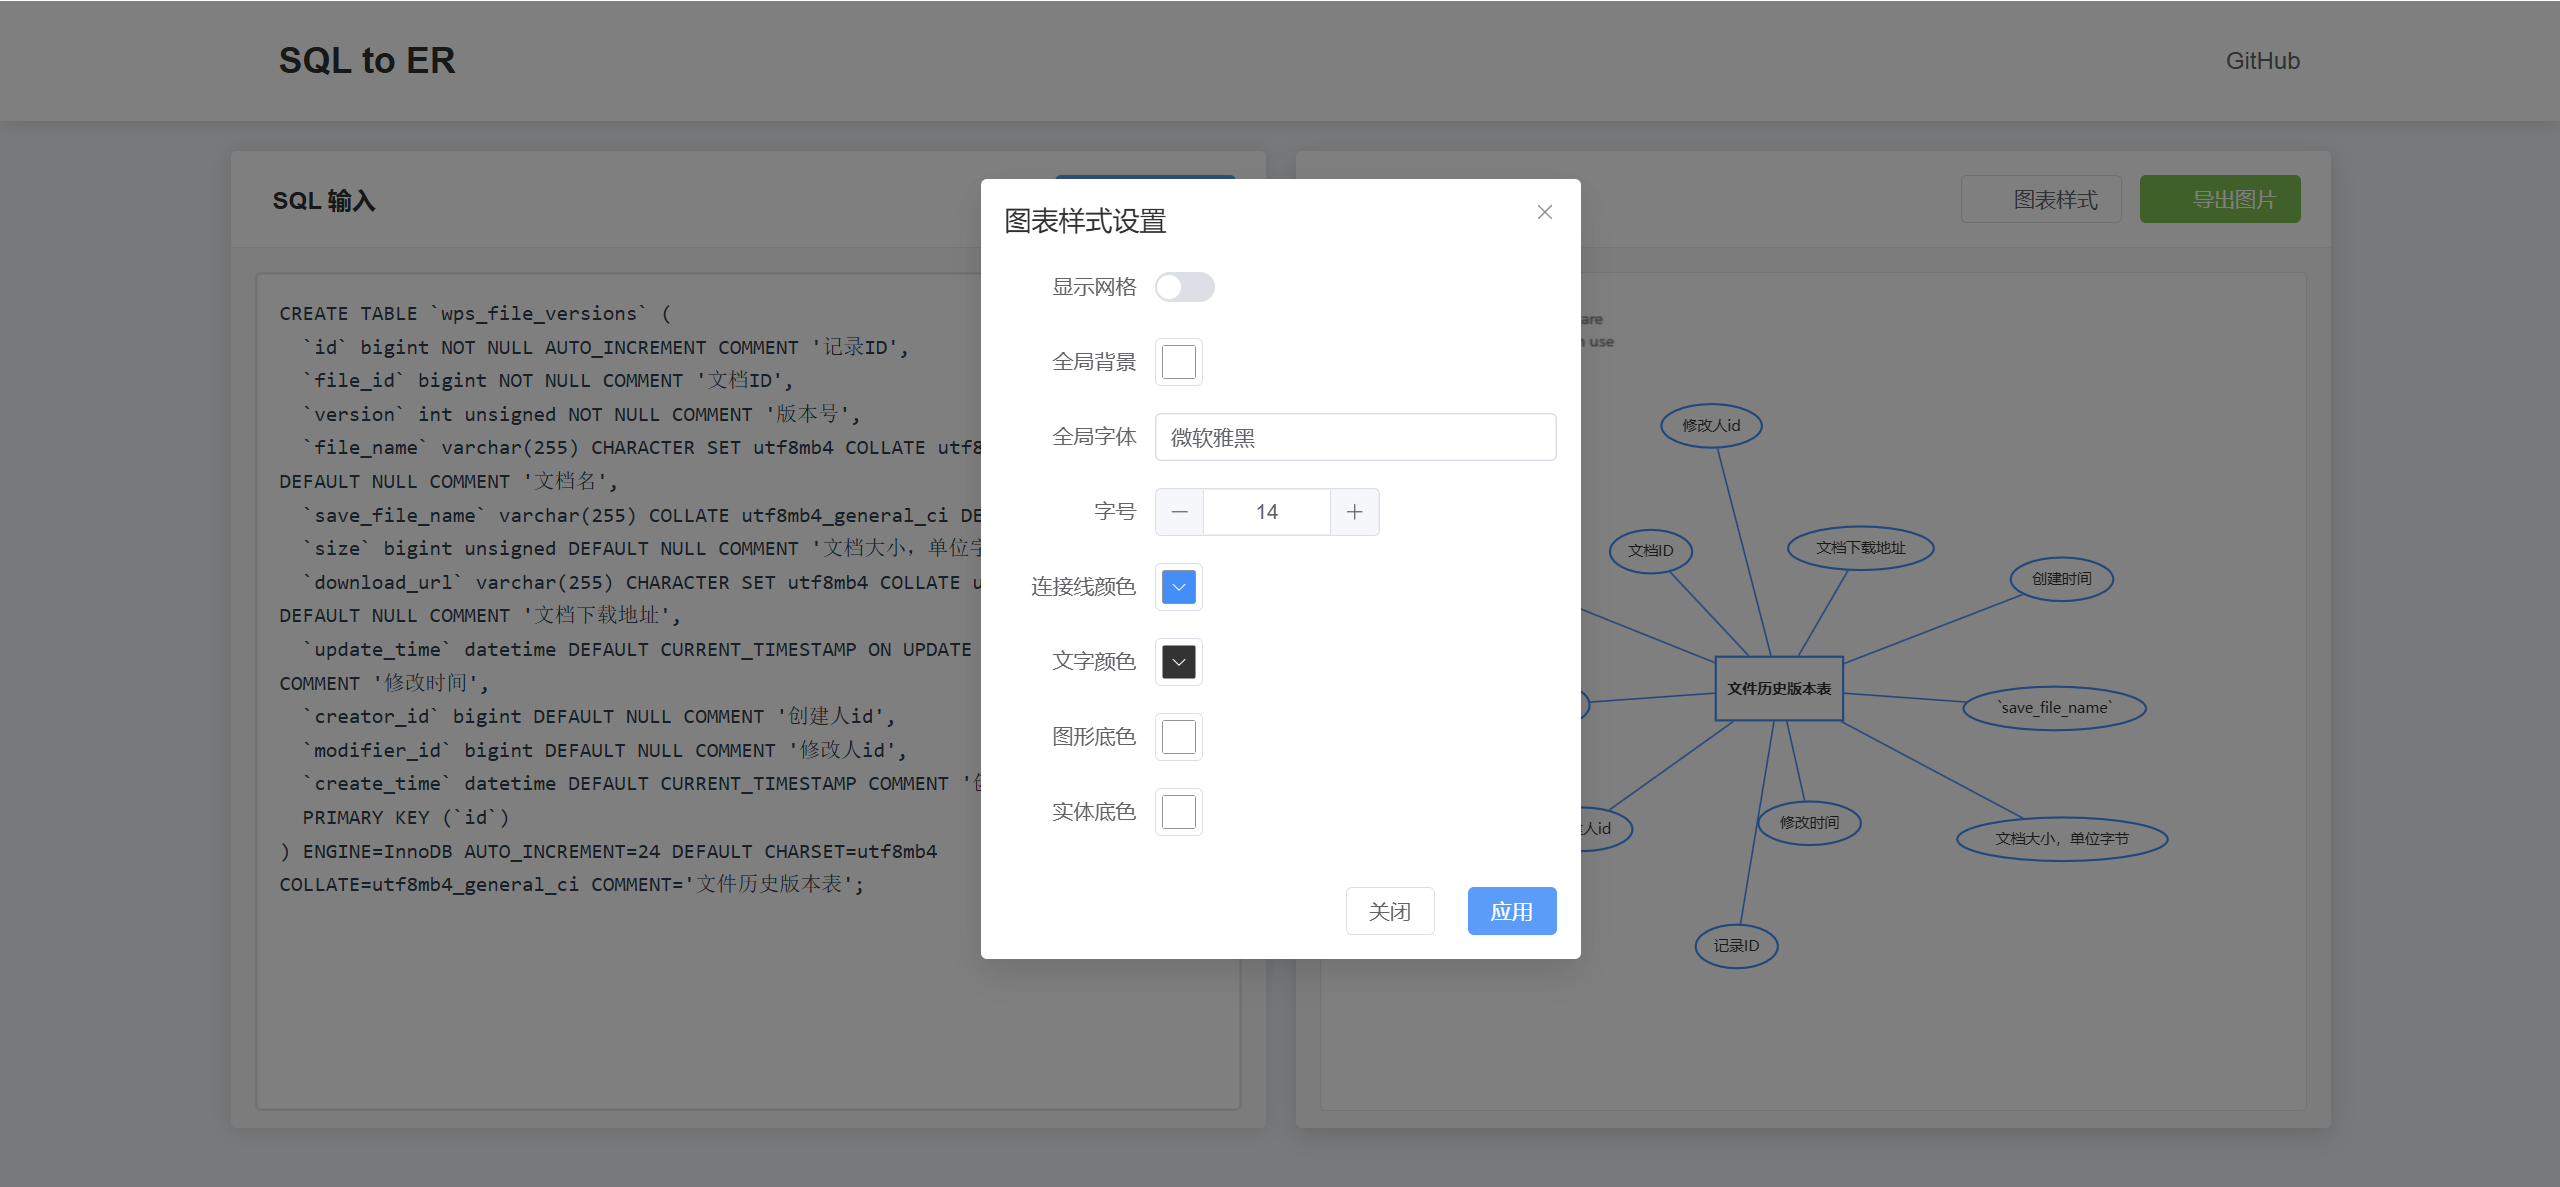 SQL to ER
GitHub
SQL 输入
图表样式
导出图片
CREATE TABLE `wps_file_versions` (
`id` bigint NOT NULL AUTO_INCREMENT COMMENT '记录ID',
`file_id` bigint NOT NULL COMMENT '文档ID',
`version` int unsigned NOT NULL COMMENT '版本号',
`file_name` varchar(255) CHARACTER SET utf8mb4 COLLATE utf8
DEFAULT NULL COMMENT '文档名',
`save_file_name` varchar(255) COLLATE utf8mb4_general_ci DE
`size` bigint unsigned DEFAULT NULL COMMENT '文档大小，单位字
`download_url` varchar(255) CHARACTER SET utf8mb4 COLLATE u
DEFAULT NULL COMMENT '文档下载地址',
`update_time` datetime DEFAULT CURRENT_TIMESTAMP ON UPDATE
COMMENT '修改时间',
`creator_id` bigint DEFAULT NULL COMMENT '创建人id',
`modifier_id` bigint DEFAULT NULL COMMENT '修改人id',
`create_time` datetime DEFAULT CURRENT_TIMESTAMP COMMENT '
PRIMARY KEY (`id`)
) ENGINE=InnoDB AUTO_INCREMENT=24 DEFAULT CHARSET=utf8mb4
COLLATE=utf8mb4_general_ci COMMENT='文件历史版本表';
图表样式设置
显示网格
全局背景
全局字体
微软雅黑
字号
14
连接线颜色
文字颜色
图形底色
实体底色
关闭
应用
are
use
修改人id
文档ID
文档下载地址
创建时间
文件历史版本表
`save_file_name`
人id
修改时间
文档大小，单位字节
记录ID